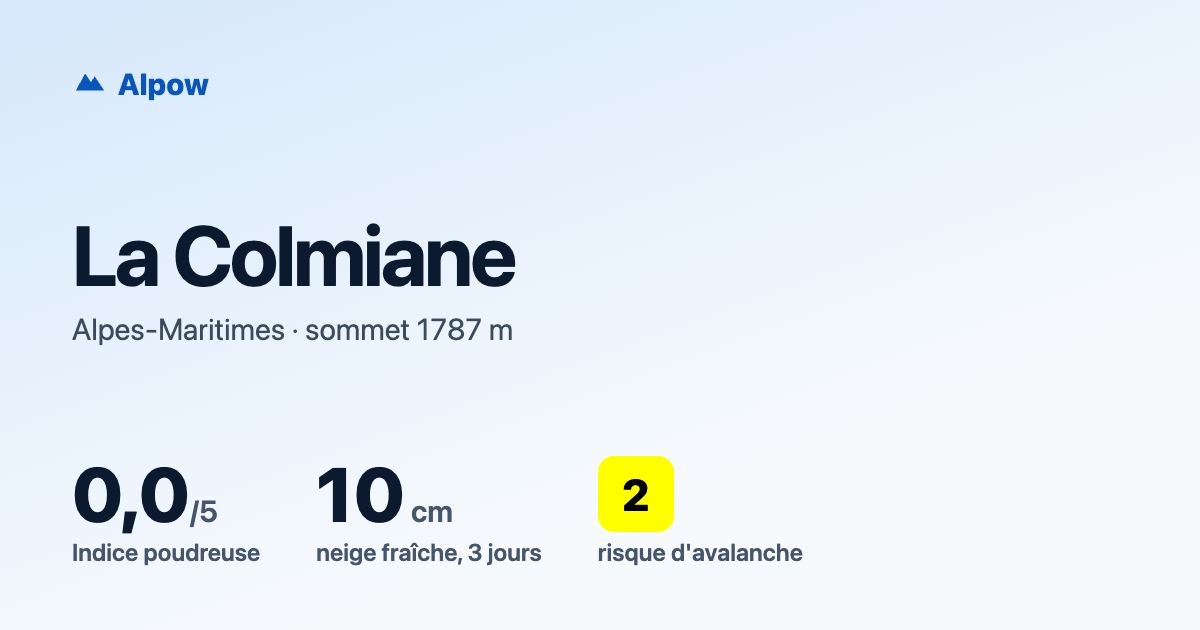 Alpow
La Colmiane
Alpes-Maritimes · sommet 1787 m
0,0/5
Indice poudreuse
10 cm
neige fraîche, 3 jours
2
risque d'avalanche